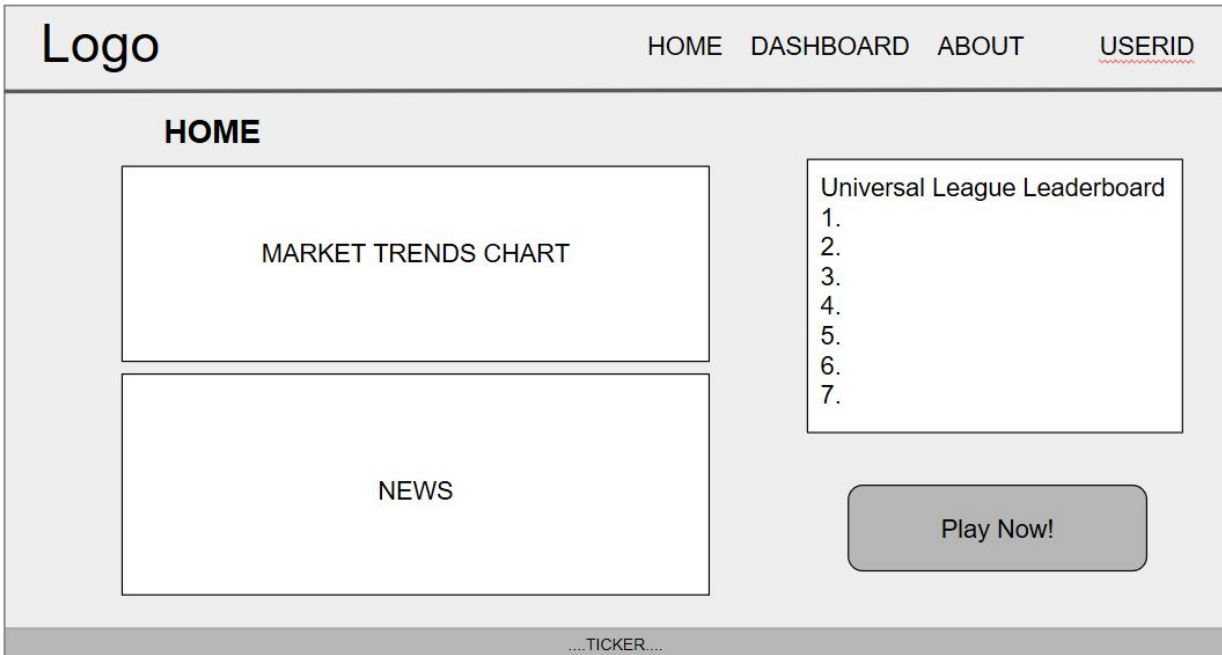 Logo
HOME DASHBOARD ABOUT USERID
HOME
MARKET TRENDS CHART
NEWS
Universal League Leaderboard
1.
2.
3.
4.
5.
6.
7.
Play Now!
....TICKER....